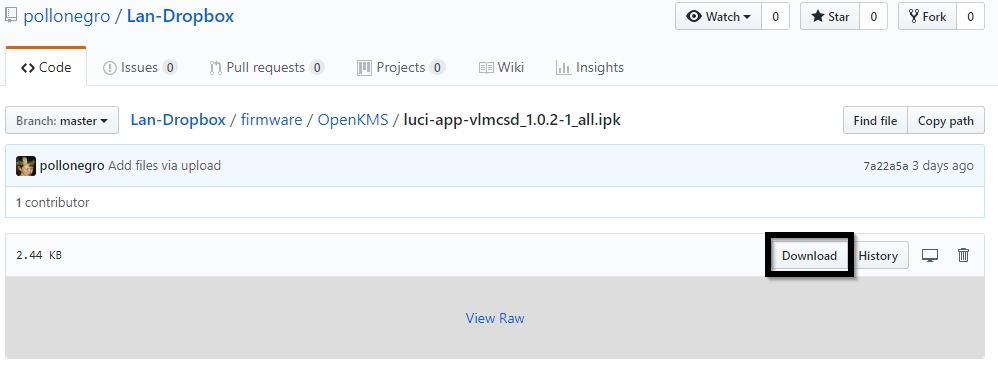 pollonegro / Lan-Dropbox
Watch 0 Star 0 Fork 0
Code Issues 0 Pull requests 0 Projects 0 Wiki Insights
Branch: master Lan-Dropbox / firmware / OpenKMS / luci-app-vlmcsd_1.0.2-1_all.ipk Find file Copy path
pollonegro Add files via upload 7a22a5a 3 days ago
1 contributor
2.44 KB Download History
View Raw